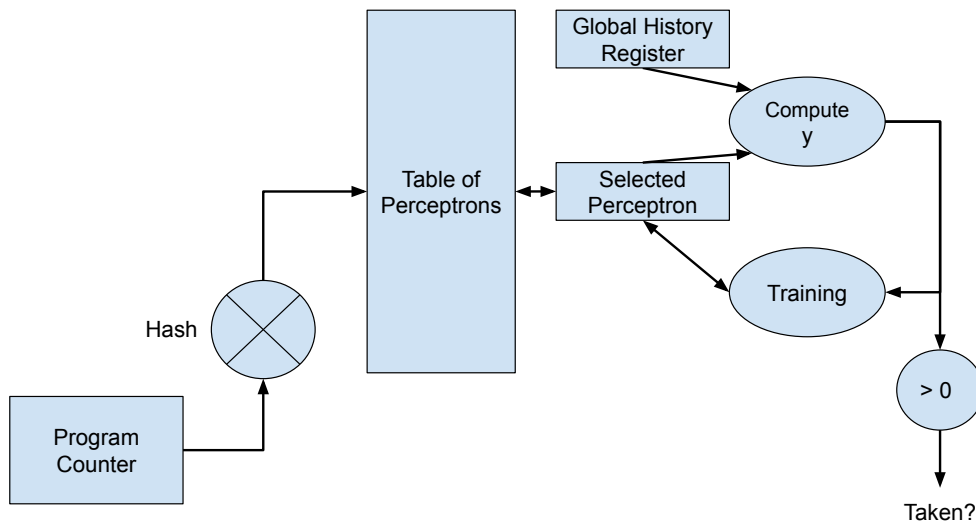 Global History
Register
Compute
y
Table of
Perceptrons
Selected
Perceptron
Training
Hash
> 0
Program
Counter
Taken?